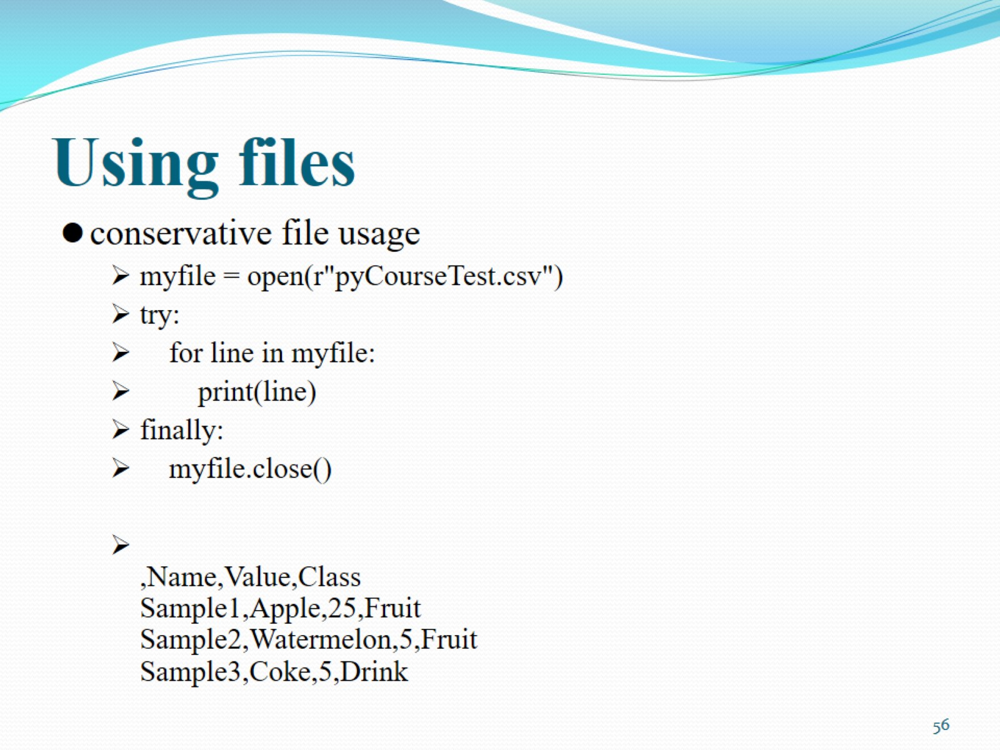 Using files
● conservative file usage
➢ myfile = open(r"pyCourseTest.csv")
➢ try:
➢     for line in myfile:
➢         print(line)
➢ finally:
➢     myfile.close()
➢
,Name,Value,Class
Sample1,Apple,25,Fruit
Sample2,Watermelon,5,Fruit
Sample3,Coke,5,Drink
56